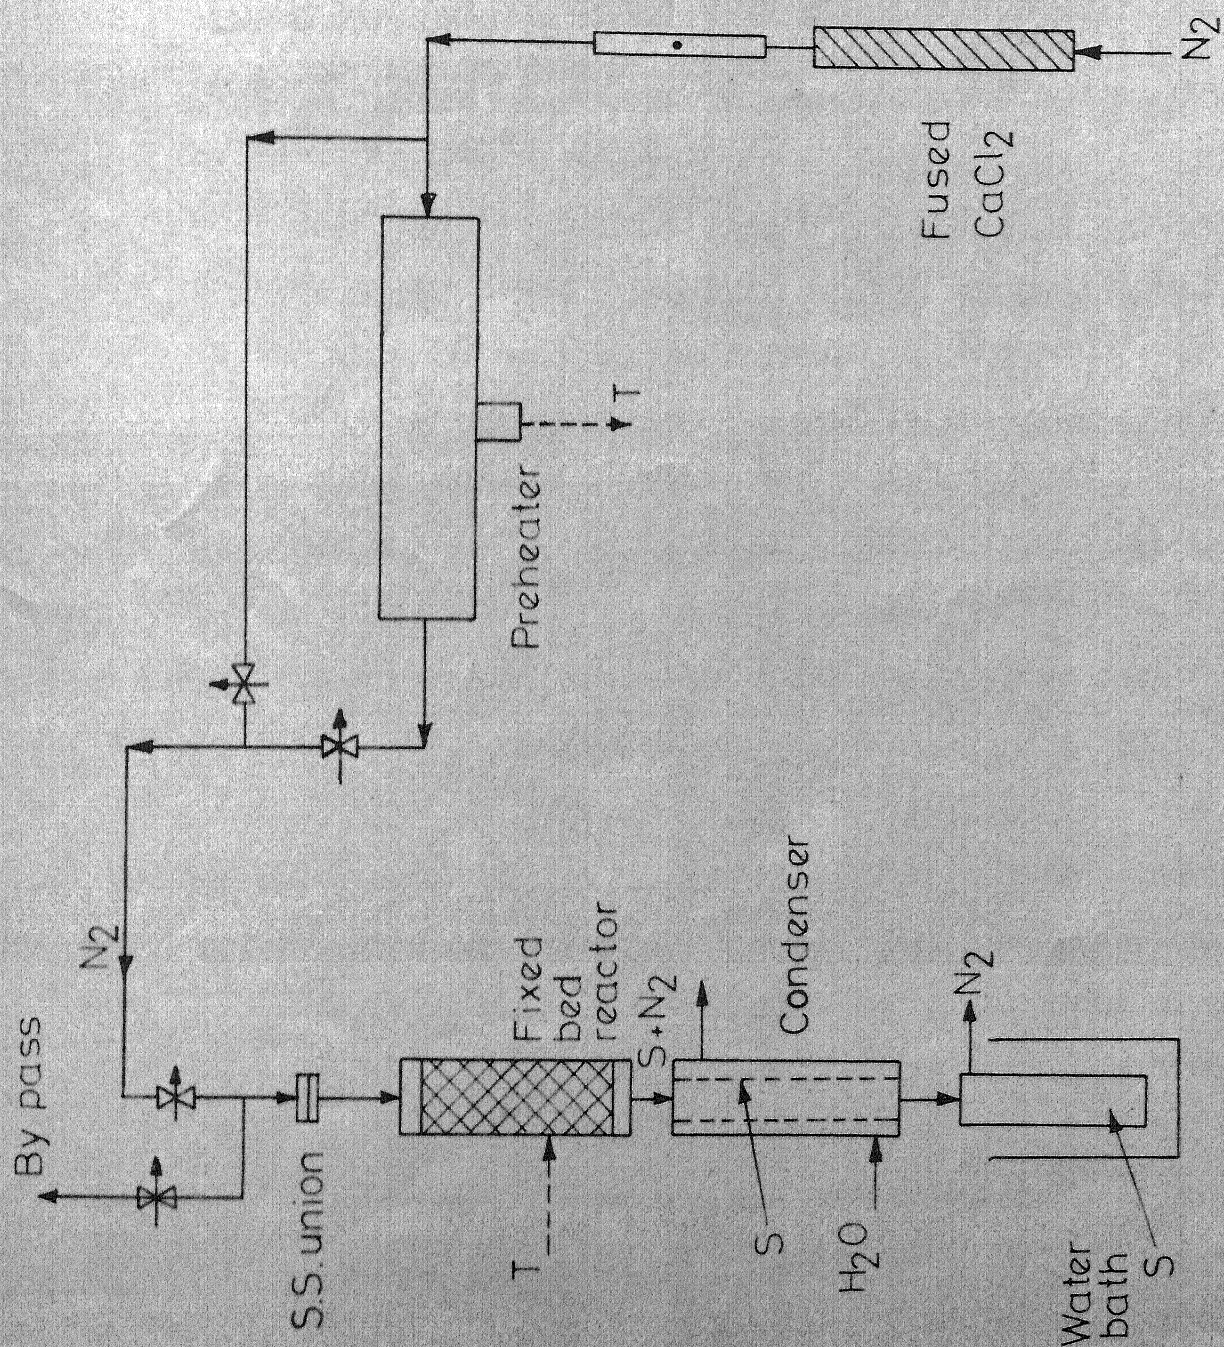 N2
Fused
CaCl2
T
Preheater
N2
By pass
S.S. union
Fixed
bed
reactor
T
S+N2
Condenser
S
H2O
N2
Water
bath
S